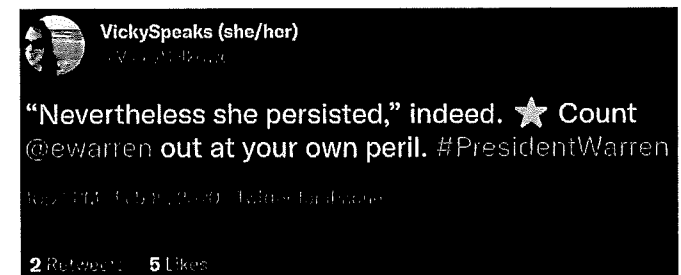 VickySpeaks (she/her)
“Nevertheless she persisted,” indeed. ⭐ Count
@ewarren out at your own peril. #PresidentWarren
2 Retweets 5 Likes